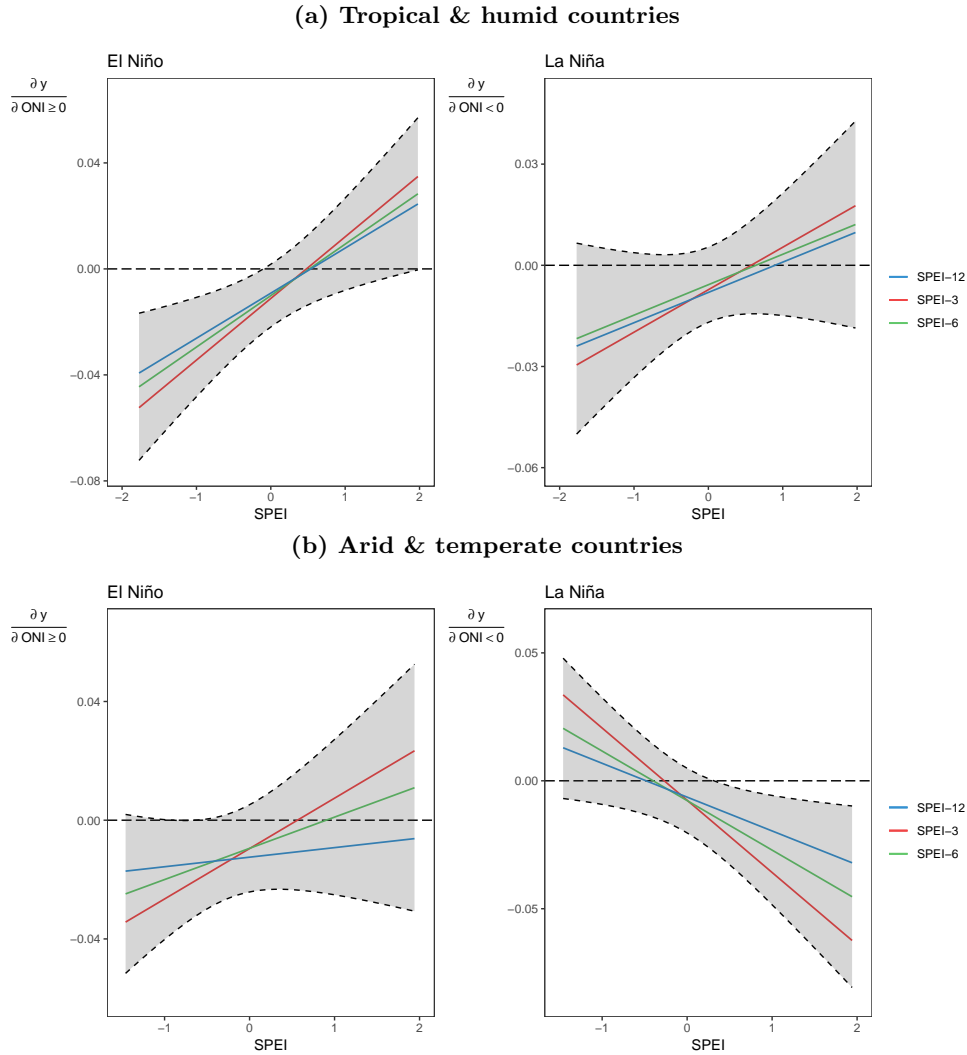 (a) Tropical & humid countries
El Niño
La Niña
∂ y
∂ ONI ≥ 0
∂ y
∂ ONI < 0
0.04
0.00
−0.04
−0.08
0.03
0.00
−0.03
−0.06
SPEI−12
SPEI−3
SPEI−6
−2 −1 0 1 2
−2 −1 0 1 2
SPEI
SPEI
(b) Arid & temperate countries
El Niño
La Niña
∂ y
∂ ONI ≥ 0
∂ y
∂ ONI < 0
0.04
0.00
−0.04
0.05
0.00
−0.05
SPEI−12
SPEI−3
SPEI−6
−1 0 1 2
−1 0 1 2
SPEI
SPEI